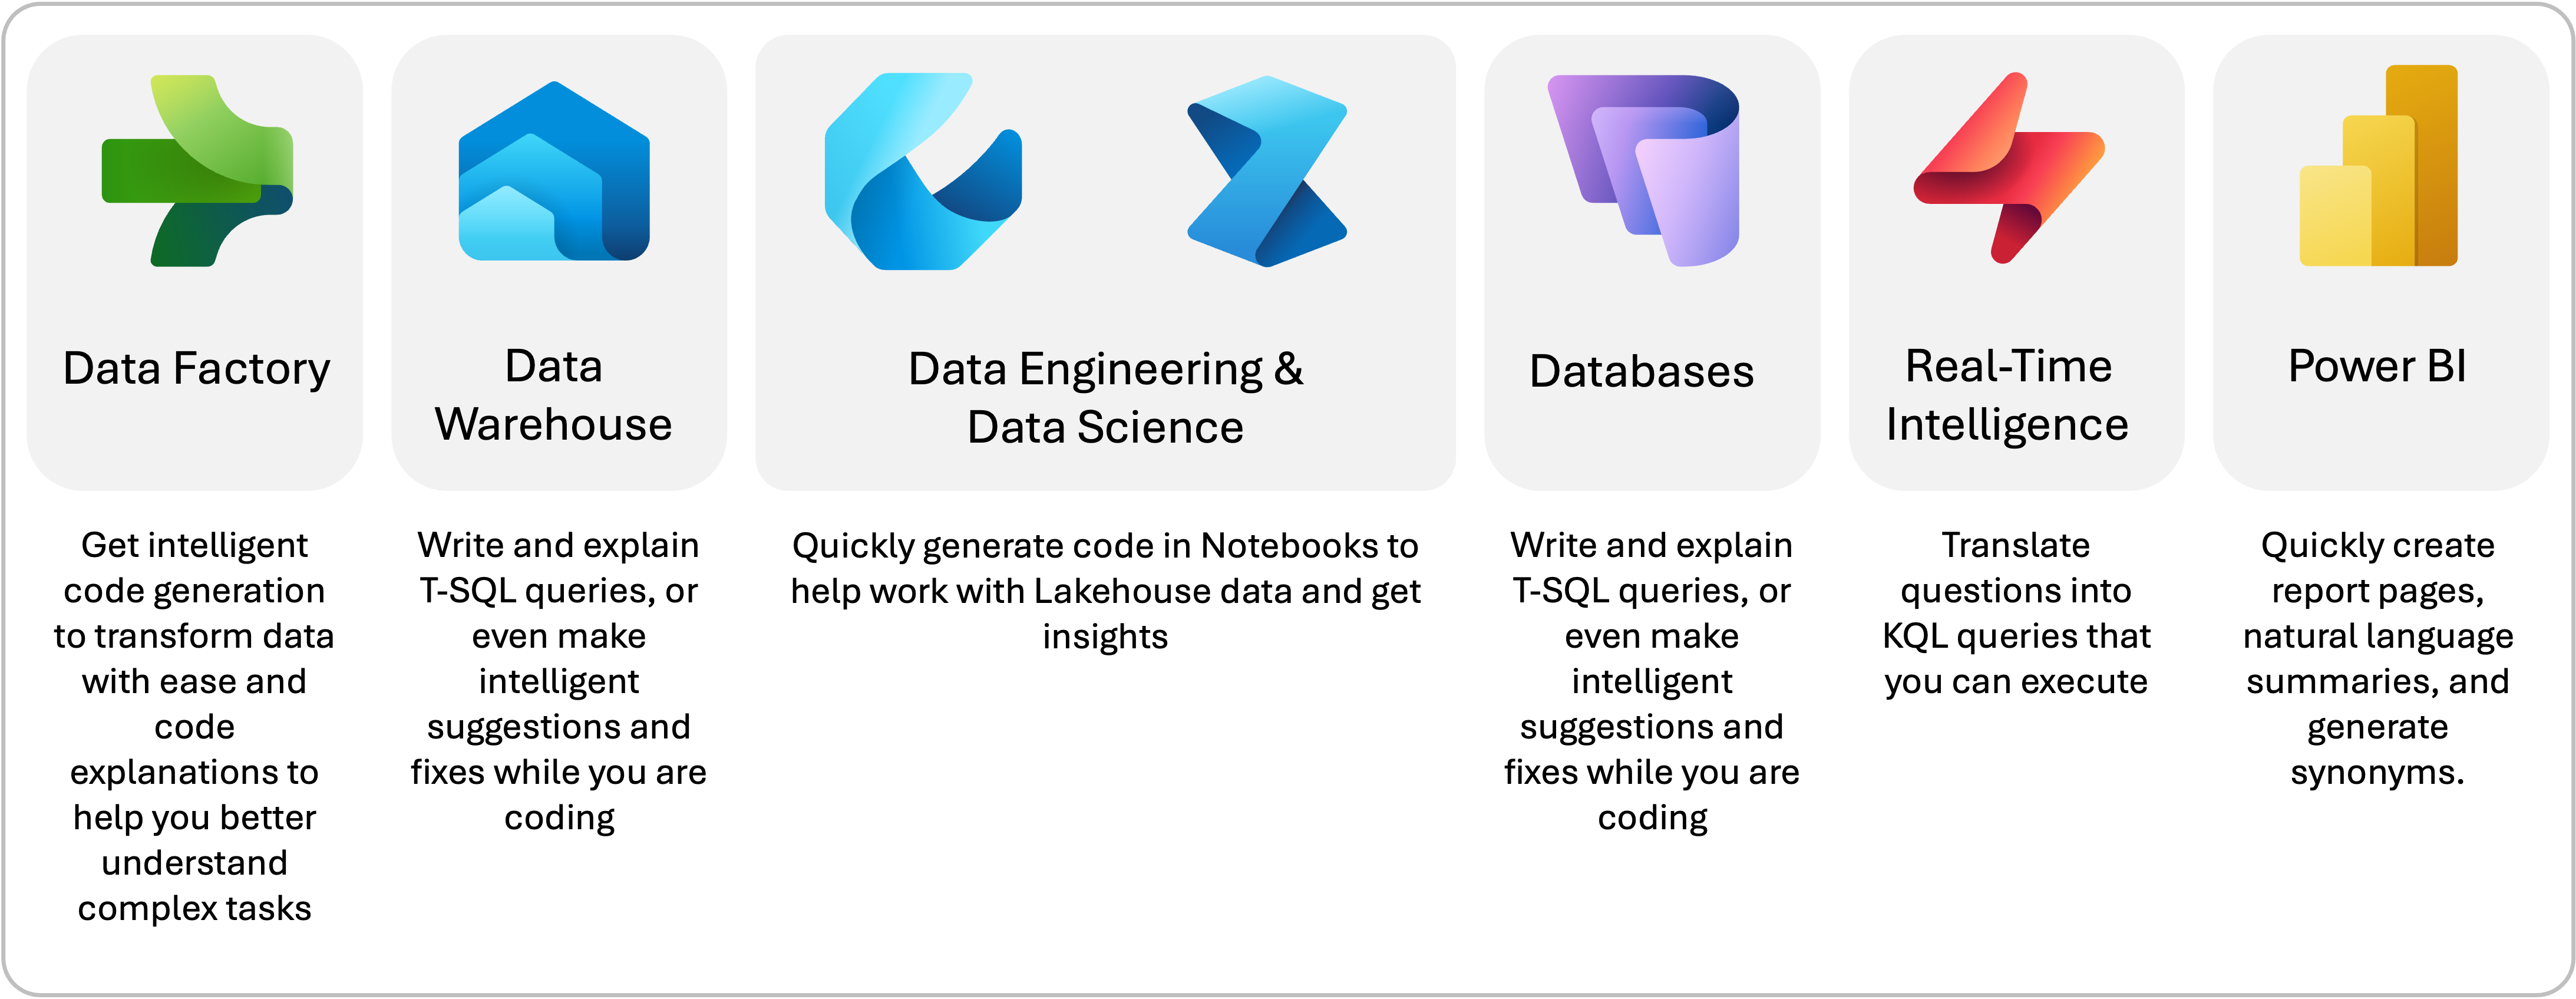 Data Factory
Get intelligent
code generation
to transform data
with ease and
code
explanations to
help you better
understand
complex tasks
Data
Warehouse
Write and explain
T-SQL queries, or
even make
intelligent
suggestions and
fixes while you are
coding
Data Engineering &
Data Science
Quickly generate code in Notebooks to
help work with Lakehouse data and get
insights
Databases
Write and explain
T-SQL queries, or
even make
intelligent
suggestions and
fixes while you are
coding
Real-Time
Intelligence
Translate
questions into
KQL queries that
you can execute
Power BI
Quickly create
report pages,
natural language
summaries, and
generate
synonyms.